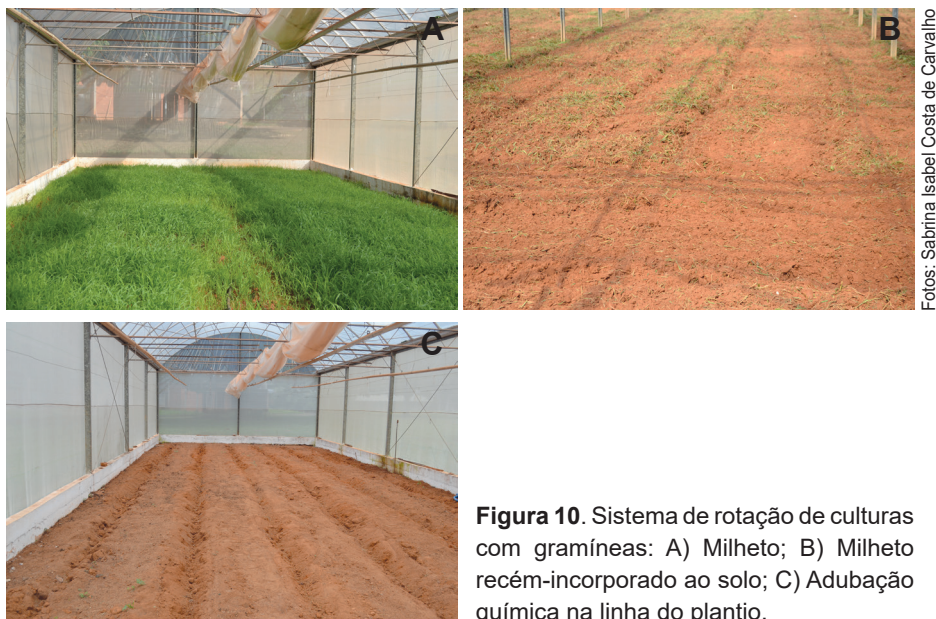 A
B
Fotos: Sabrina Isabel Costa de Carvalho
C
Figura 10. Sistema de rotação de culturas
com gramíneas: A) Milheto; B) Milheto
recém-incorporado ao solo; C) Adubação
química na linha do plantio.